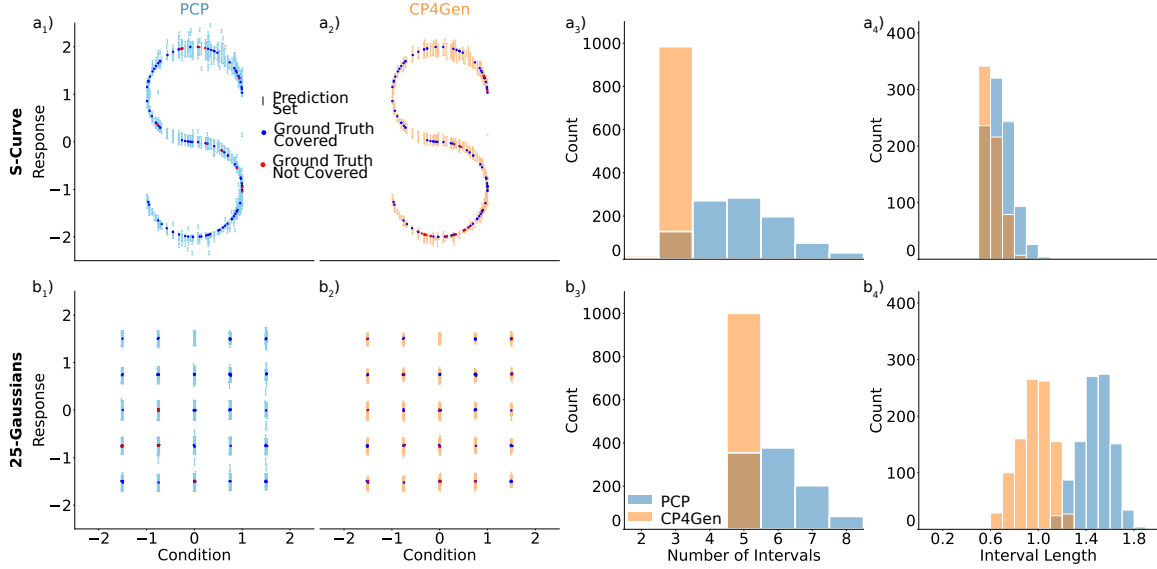 PCP
CP4Gen
a1)
a2)
a3)
a4)
S-Curve
Response
2
1
0
−1
−2
Prediction
Set
Ground Truth
Covered
Ground Truth
Not Covered
Count
1000
800
600
400
200
0
Count
400
300
200
100
0
b1)
b2)
b3)
b4)
25-Gaussians
Response
2
1
0
−1
−2
−2 −1 0 1 2
Condition
−2 −1 0 1 2
Condition
Count
1000
800
600
400
200
0
PCP
CP4Gen
2 3 4 5 6 7 8
Number of Intervals
Count
400
300
200
100
0
0.2 0.6 1.0 1.4 1.8
Interval Length